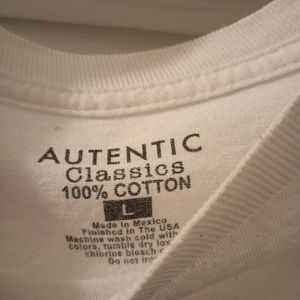 AUTENTIC
Classics
100% COTTON
L
Made in Mexico
Finished in The USA
Machine wash cold with
colors, tumble dry low
chlorine bleach
Do not iron